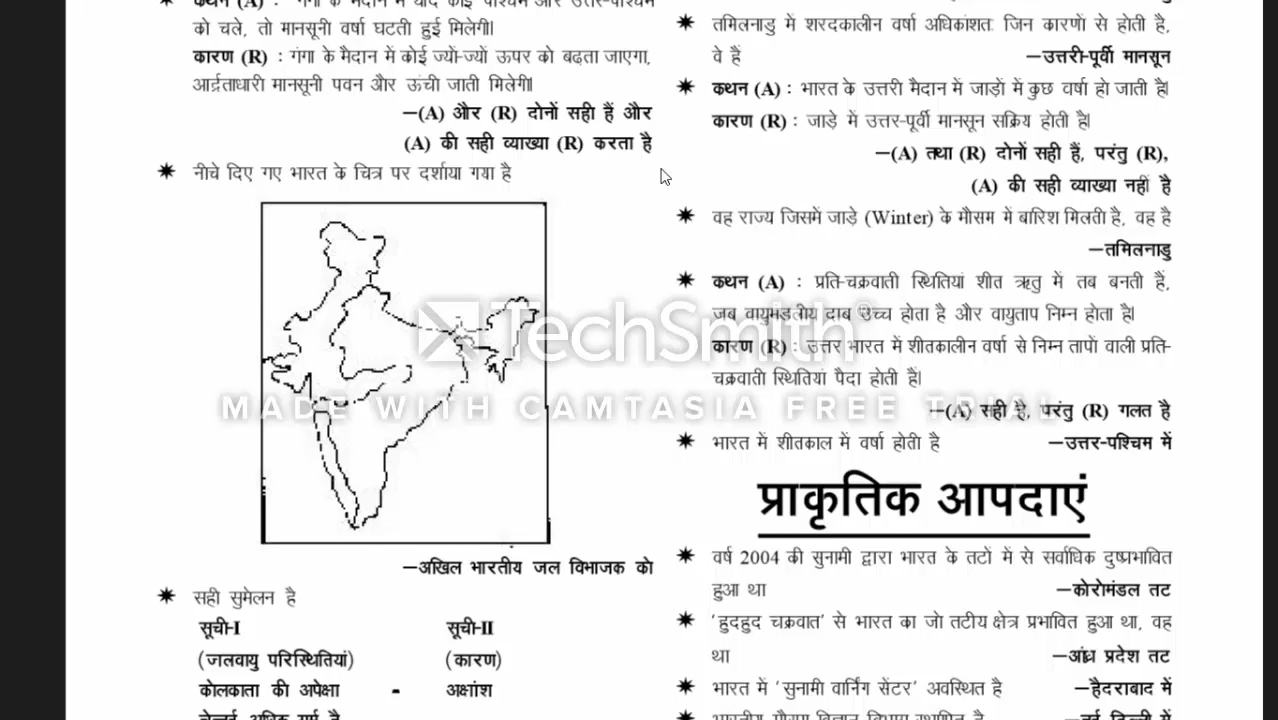 को चले, तो मानसूनी वर्षा घटती हुई मिलेगी।
कारण (R) : गंगा के मैदान में कोई ज्यों-ज्यों ऊपर को बढ़ता जाएगा,
आर्द्रताधारी मानसूनी पवन और ऊंची जाती मिलेगी।
–(A) और (R) दोनों सही हैं और
(A) की सही व्याख्या (R) करता है
✷ नीचे दिए गए भारत के चित्र पर दर्शाया गया है
–अखिल भारतीय जल विभाजक को
✷ सही सुमेलन है
सूची-I सूची-II
(जलवायु परिस्थितियां) (कारण)
कोलकाता की अपेक्षा - अक्षांश
✷ तमिलनाडु में शरदकालीन वर्षा अधिकांशतः जिन कारणों से होती है,
वे हैं –उत्तरी-पूर्वी मानसून
✷ कथन (A) : भारत के उत्तरी मैदान में जाड़ों में कुछ वर्षा हो जाती है।
कारण (R) : जाड़े में उत्तर-पूर्वी मानसून सक्रिय होती है।
–(A) तथा (R) दोनों सही हैं, परंतु (R),
(A) की सही व्याख्या नहीं है
✷ वह राज्य जिसमें जाड़े (Winter) के मौसम में बारिश मिलती है, वह है
–तमिलनाडु
✷ कथन (A) : प्रति-चक्रवाती स्थितियां शीत ऋतु में तब बनती हैं,
जब वायुमंडलीय दाब उच्च होता है और वायुताप निम्न होता है।
कारण (R) : उत्तर भारत में शीतकालीन वर्षा से निम्न तापों वाली प्रति-
चक्रवाती स्थितियां पैदा होती हैं।
–(A) सही है, परंतु (R) गलत है
✷ भारत में शीतकाल में वर्षा होती है –उत्तर-पश्चिम में
प्राकृतिक आपदाएं
✷ वर्ष 2004 की सुनामी द्वारा भारत के तटों में से सर्वाधिक दुष्प्रभावित
हुआ था –कोरोमंडल तट
✷ 'हुदहुद चक्रवात' से भारत का जो तटीय क्षेत्र प्रभावित हुआ था, वह
था –आंध्र प्रदेश तट
✷ भारत में 'सुनामी वार्निंग सेंटर' अवस्थित है –हैदराबाद में
TechSmith
MADE WITH CAMTASIA FREE TRIAL